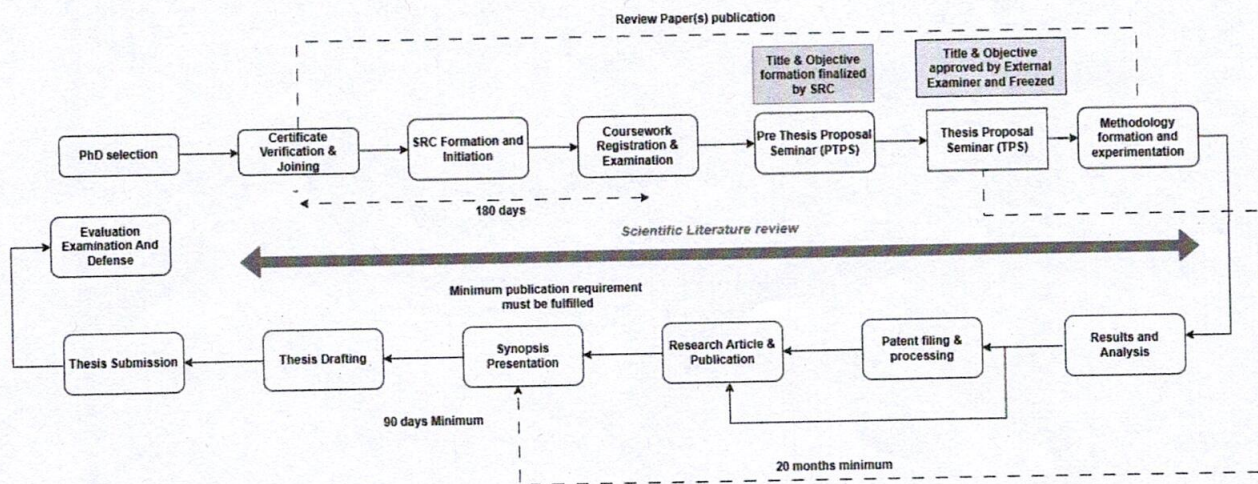 Review Paper(s) publication
Title & Objective
formation finalized
by SRC
Title & Objective
approved by External
Examiner and Freezed
PhD selection
Certificate
Verification &
Joining
SRC Formation and
Initiation
Coursework
Registration &
Examination
Pre Thesis Proposal
Seminar (PTPS)
Thesis Proposal
Seminar (TPS)
Methodology
formation and
experimentation
180 days
Scientific Literature review
Evaluation
Examination And
Defense
Minimum publication requirement
must be fulfilled
Thesis Submission
Thesis Drafting
Synopsis
Presentation
Research Article &
Publication
Patent filing &
processing
Results and
Analysis
90 days Minimum
20 months minimum